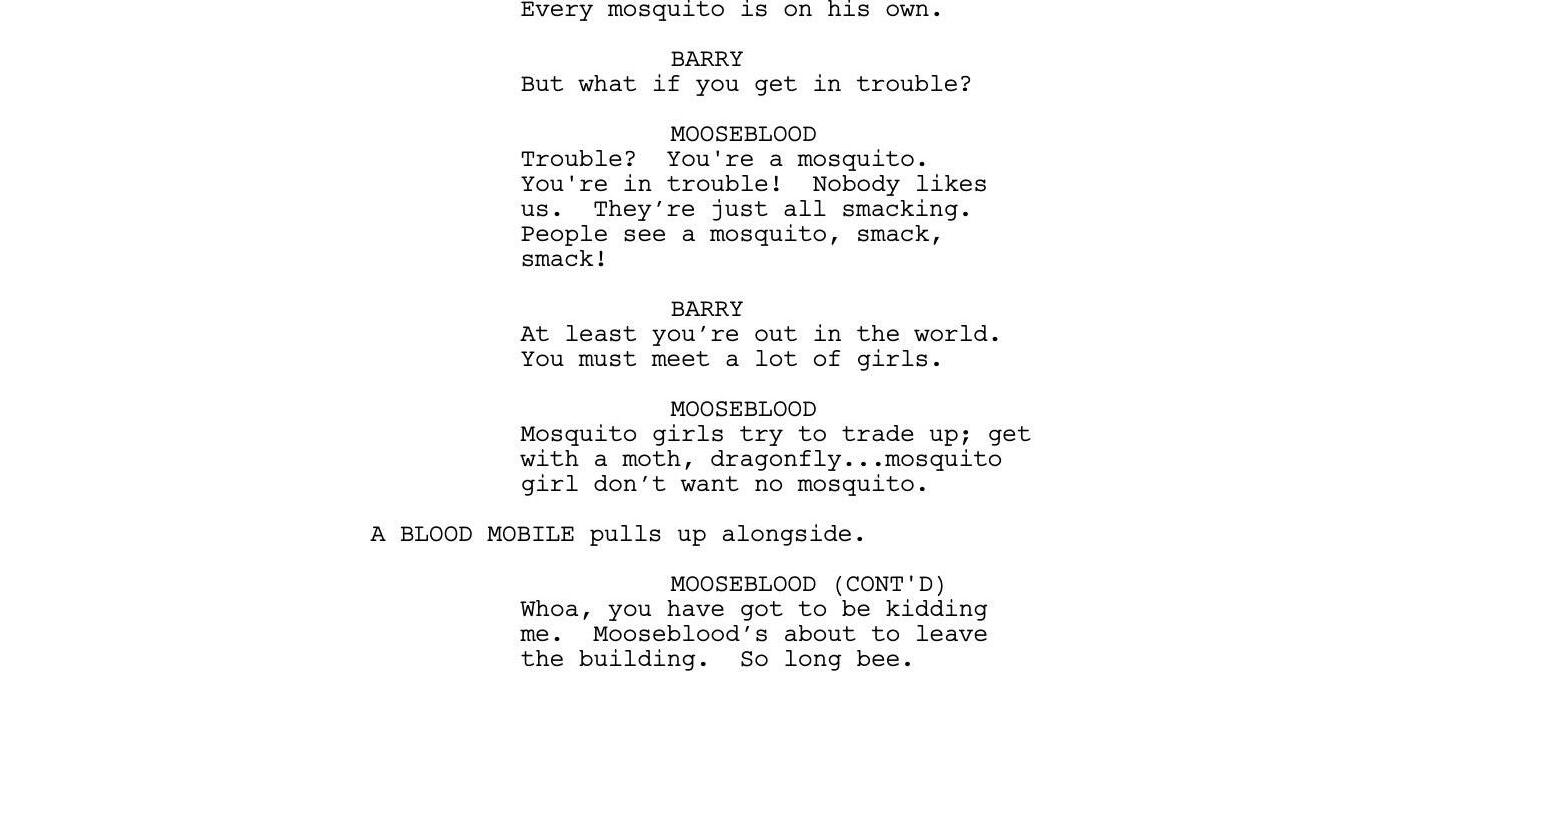 Every mosquito is on his own.
BARRY
But what if you get in trouble?
MOOSEBLOOD
Trouble?  You're a mosquito.
You're in trouble!  Nobody likes
us.  They’re just all smacking.
People see a mosquito, smack,
smack!
BARRY
At least you’re out in the world.
You must meet a lot of girls.
MOOSEBLOOD
Mosquito girls try to trade up; get
with a moth, dragonfly...mosquito
girl don’t want no mosquito.
A BLOOD MOBILE pulls up alongside.
MOOSEBLOOD (CONT'D)
Whoa, you have got to be kidding
me.  Mooseblood’s about to leave
the building.  So long bee.